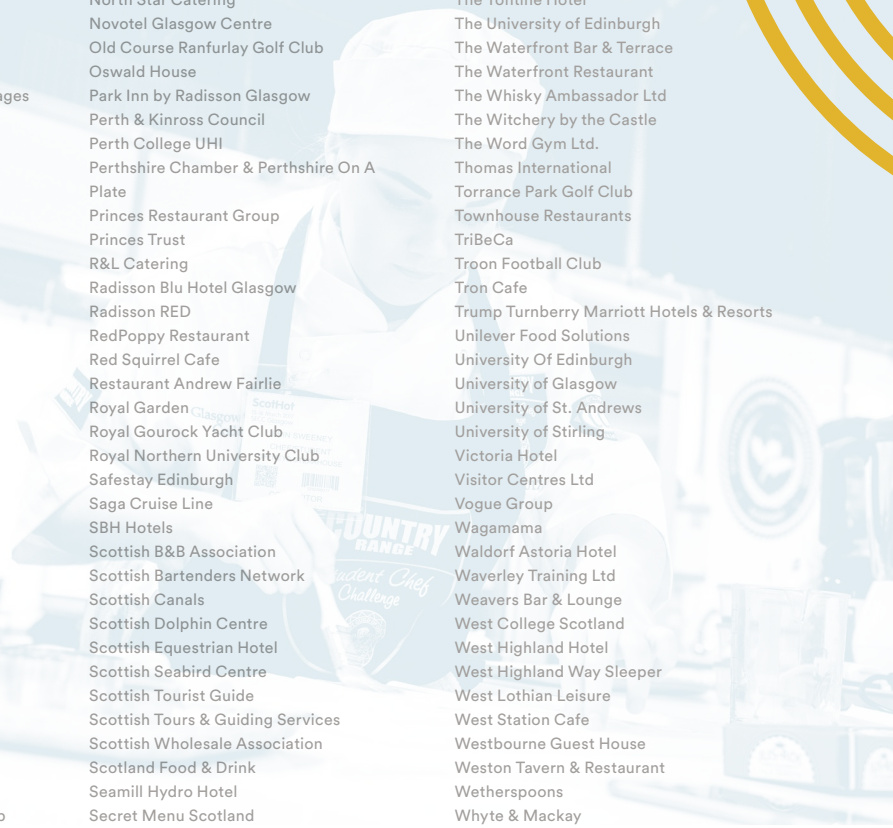 North Star Catering
Novotel Glasgow Centre
Old Course Ranfurlay Golf Club
Oswald House
ages
Park Inn by Radisson Glasgow
Perth & Kinross Council
Perth College UHI
Perthshire Chamber & Perthshire On A
Plate
Princes Restaurant Group
Princes Trust
R&L Catering
Radisson Blu Hotel Glasgow
Radisson RED
RedPoppy Restaurant
Red Squirrel Cafe
Restaurant Andrew Fairlie
Royal Garden
Royal Gourock Yacht Club
Royal Northern University Club
Safestay Edinburgh
Saga Cruise Line
SBH Hotels
Scottish B&B Association
Scottish Bartenders Network
Scottish Canals
Scottish Dolphin Centre
Scottish Equestrian Hotel
Scottish Seabird Centre
Scottish Tourist Guide
Scottish Tours & Guiding Services
Scottish Wholesale Association
Scotland Food & Drink
Seamill Hydro Hotel
Secret Menu Scotland
The Tontine Hotel
The University of Edinburgh
The Waterfront Bar & Terrace
The Waterfront Restaurant
The Whisky Ambassador Ltd
The Witchery by the Castle
The Word Gym Ltd.
Thomas International
Torrance Park Golf Club
Townhouse Restaurants
TriBeCa
Troon Football Club
Tron Cafe
Trump Turnberry Marriott Hotels & Resorts
Unilever Food Solutions
University Of Edinburgh
University of Glasgow
University of St. Andrews
University of Stirling
Victoria Hotel
Visitor Centres Ltd
Vogue Group
Wagamama
Waldorf Astoria Hotel
Waverley Training Ltd
Weavers Bar & Lounge
West College Scotland
West Highland Hotel
West Highland Way Sleeper
West Lothian Leisure
West Station Cafe
Westbourne Guest House
Weston Tavern & Restaurant
Wetherspoons
Whyte & Mackay
Glasgow
ScotHot
COUNTRY
RANGE
Student Chef
Challenge